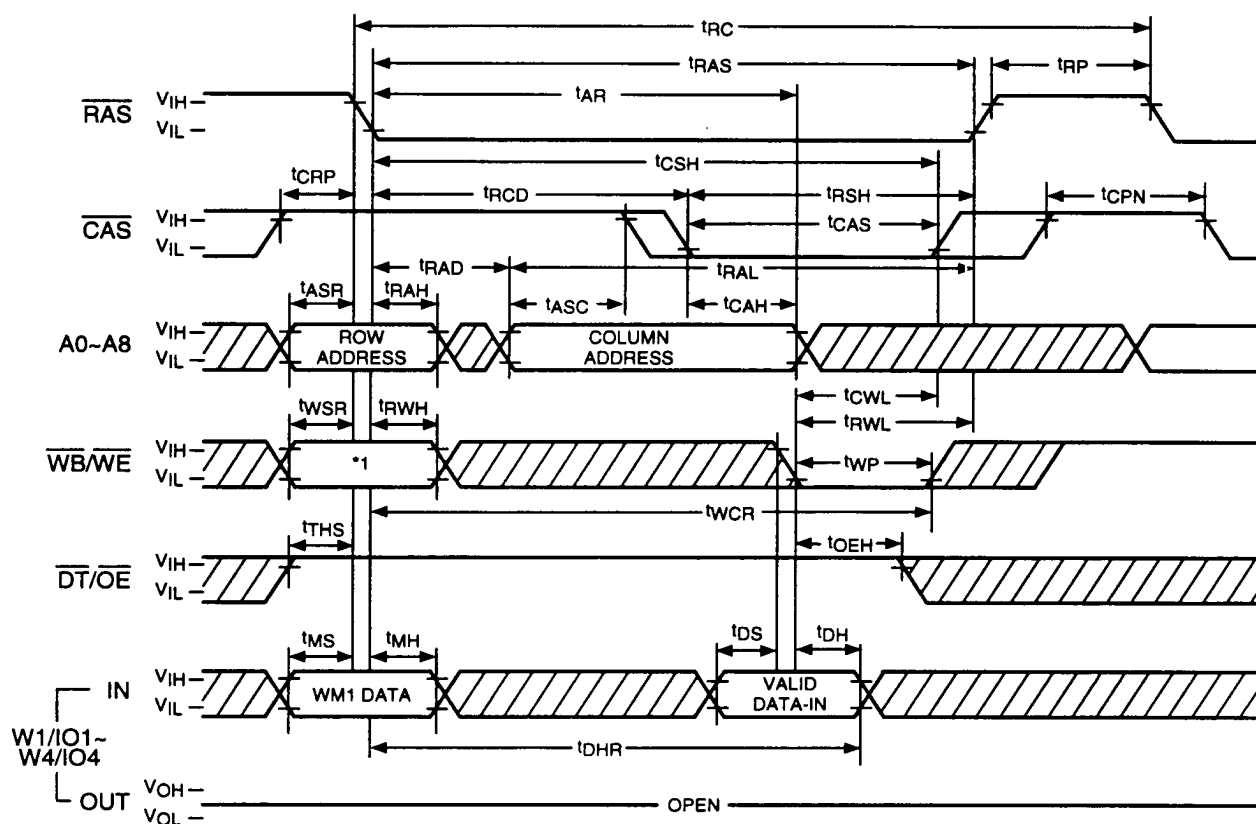 tRC
tRAS
tRP
tAR
RAS
VIH
VIL
tCSH
tCRP
tRCD
tRSH
tCPN
CAS
VIH
VIL
tCAS
tRAD
tRAL
tASR
tRAH
tASC
tCAH
A0~A8
VIH
VIL
ROW
ADDRESS
COLUMN
ADDRESS
tCWL
tWSR
tRWH
tRWL
WB/WE
VIH
VIL
*1
tWP
tWCR
tTHS
tOEH
DT/OE
VIH
VIL
tMS
tMH
tDS
tDH
IN
VIH
VIL
WM1 DATA
VALID
DATA-IN
W1/IO1~
W4/IO4
tDHR
OUT
VOH
VOL
OPEN